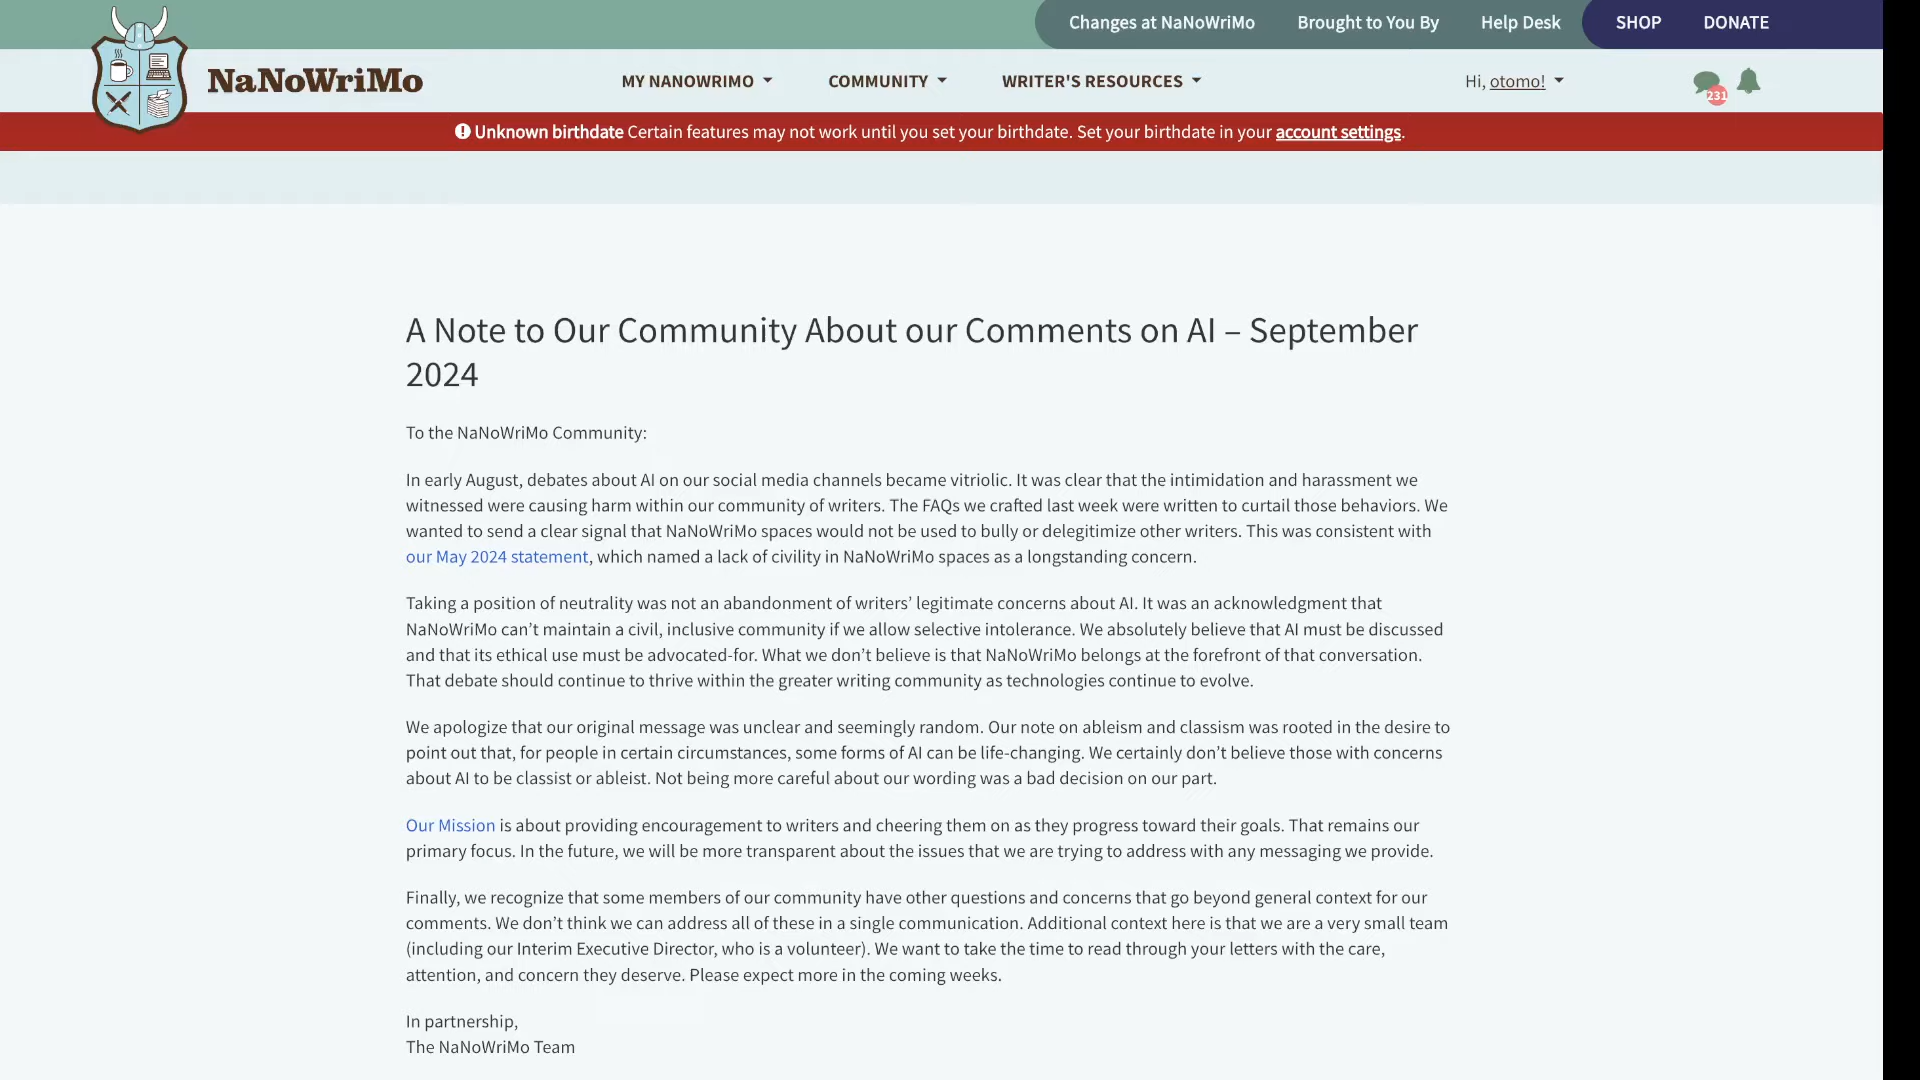 Changes at NaNoWriMo Brought to You By Help Desk SHOP DONATE
NaNoWriMo MY NANOWRIMO COMMUNITY WRITER'S RESOURCES Hi, otomo! 231
Unknown birthdate Certain features may not work until you set your birthdate. Set your birthdate in your account settings.
A Note to Our Community About our Comments on AI – September
2024
To the NaNoWriMo Community:
In early August, debates about AI on our social media channels became vitriolic. It was clear that the intimidation and harassment we
witnessed were causing harm within our community of writers. The FAQs we crafted last week were written to curtail those behaviors. We
wanted to send a clear signal that NaNoWriMo spaces would not be used to bully or delegitimize other writers. This was consistent with
our May 2024 statement, which named a lack of civility in NaNoWriMo spaces as a longstanding concern.
Taking a position of neutrality was not an abandonment of writers’ legitimate concerns about AI. It was an acknowledgment that
NaNoWriMo can’t maintain a civil, inclusive community if we allow selective intolerance. We absolutely believe that AI must be discussed
and that its ethical use must be advocated-for. What we don’t believe is that NaNoWriMo belongs at the forefront of that conversation.
That debate should continue to thrive within the greater writing community as technologies continue to evolve.
We apologize that our original message was unclear and seemingly random. Our note on ableism and classism was rooted in the desire to
point out that, for people in certain circumstances, some forms of AI can be life-changing. We certainly don’t believe those with concerns
about AI to be classist or ableist. Not being more careful about our wording was a bad decision on our part.
Our Mission is about providing encouragement to writers and cheering them on as they progress toward their goals. That remains our
primary focus. In the future, we will be more transparent about the issues that we are trying to address with any messaging we provide.
Finally, we recognize that some members of our community have other questions and concerns that go beyond general context for our
comments. We don’t think we can address all of these in a single communication. Additional context here is that we are a very small team
(including our Interim Executive Director, who is a volunteer). We want to take the time to read through your letters with the care,
attention, and concern they deserve. Please expect more in the coming weeks.
In partnership,
The NaNoWriMo Team